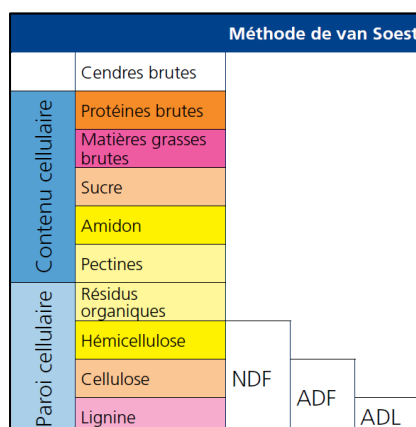 Méthode de van Soest
Cendres brutes
Contenu cellulaire
Protéines brutes
Matières grasses
brutes
Sucre
Amidon
Pectines
Paroi cellulaire
Résidus
organiques
Hémicellulose
Cellulose
Lignine
NDF
ADF
ADL